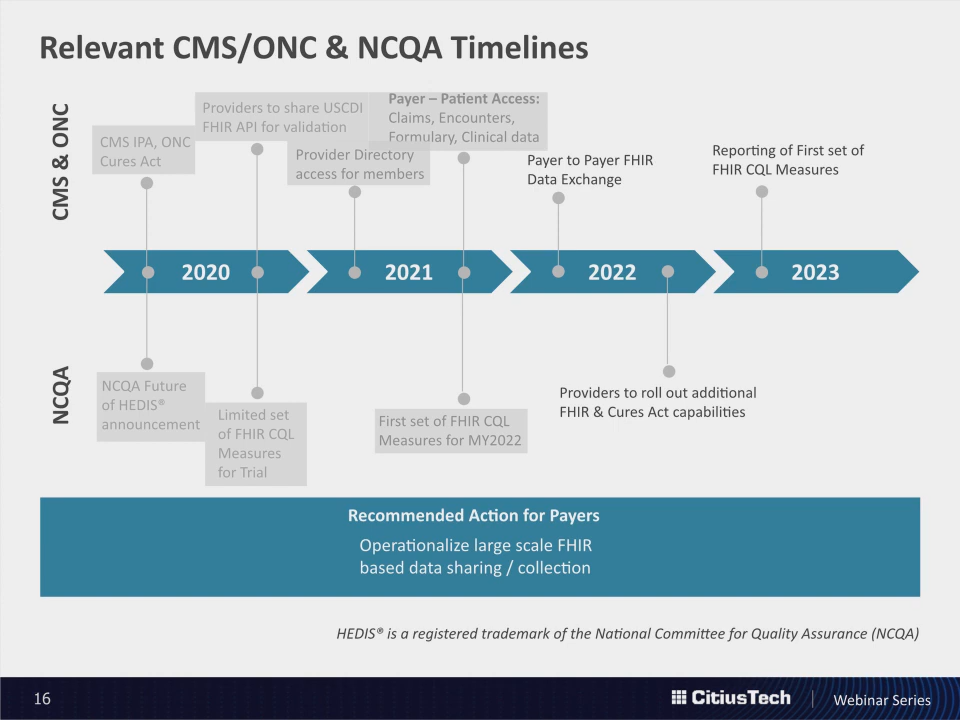 Relevant CMS/ONC & NCQA Timelines
CMS & ONC
CMS IPA, ONC
Cures Act
Providers to share USCDI
FHIR API for validation
Provider Directory
access for members
Payer – Patient Access:
Claims, Encounters,
Formulary, Clinical data
Payer to Payer FHIR
Data Exchange
Reporting of First set of
FHIR CQL Measures
2020
2021
2022
2023
NCQA
NCQA Future
of HEDIS®
announcement
Limited set
of FHIR CQL
Measures
for Trial
First set of FHIR CQL
Measures for MY2022
Providers to roll out additional
FHIR & Cures Act capabilities
Recommended Action for Payers
Operationalize large scale FHIR
based data sharing / collection
HEDIS® is a registered trademark of the National Committee for Quality Assurance (NCQA)
16
CitiusTech
Webinar Series